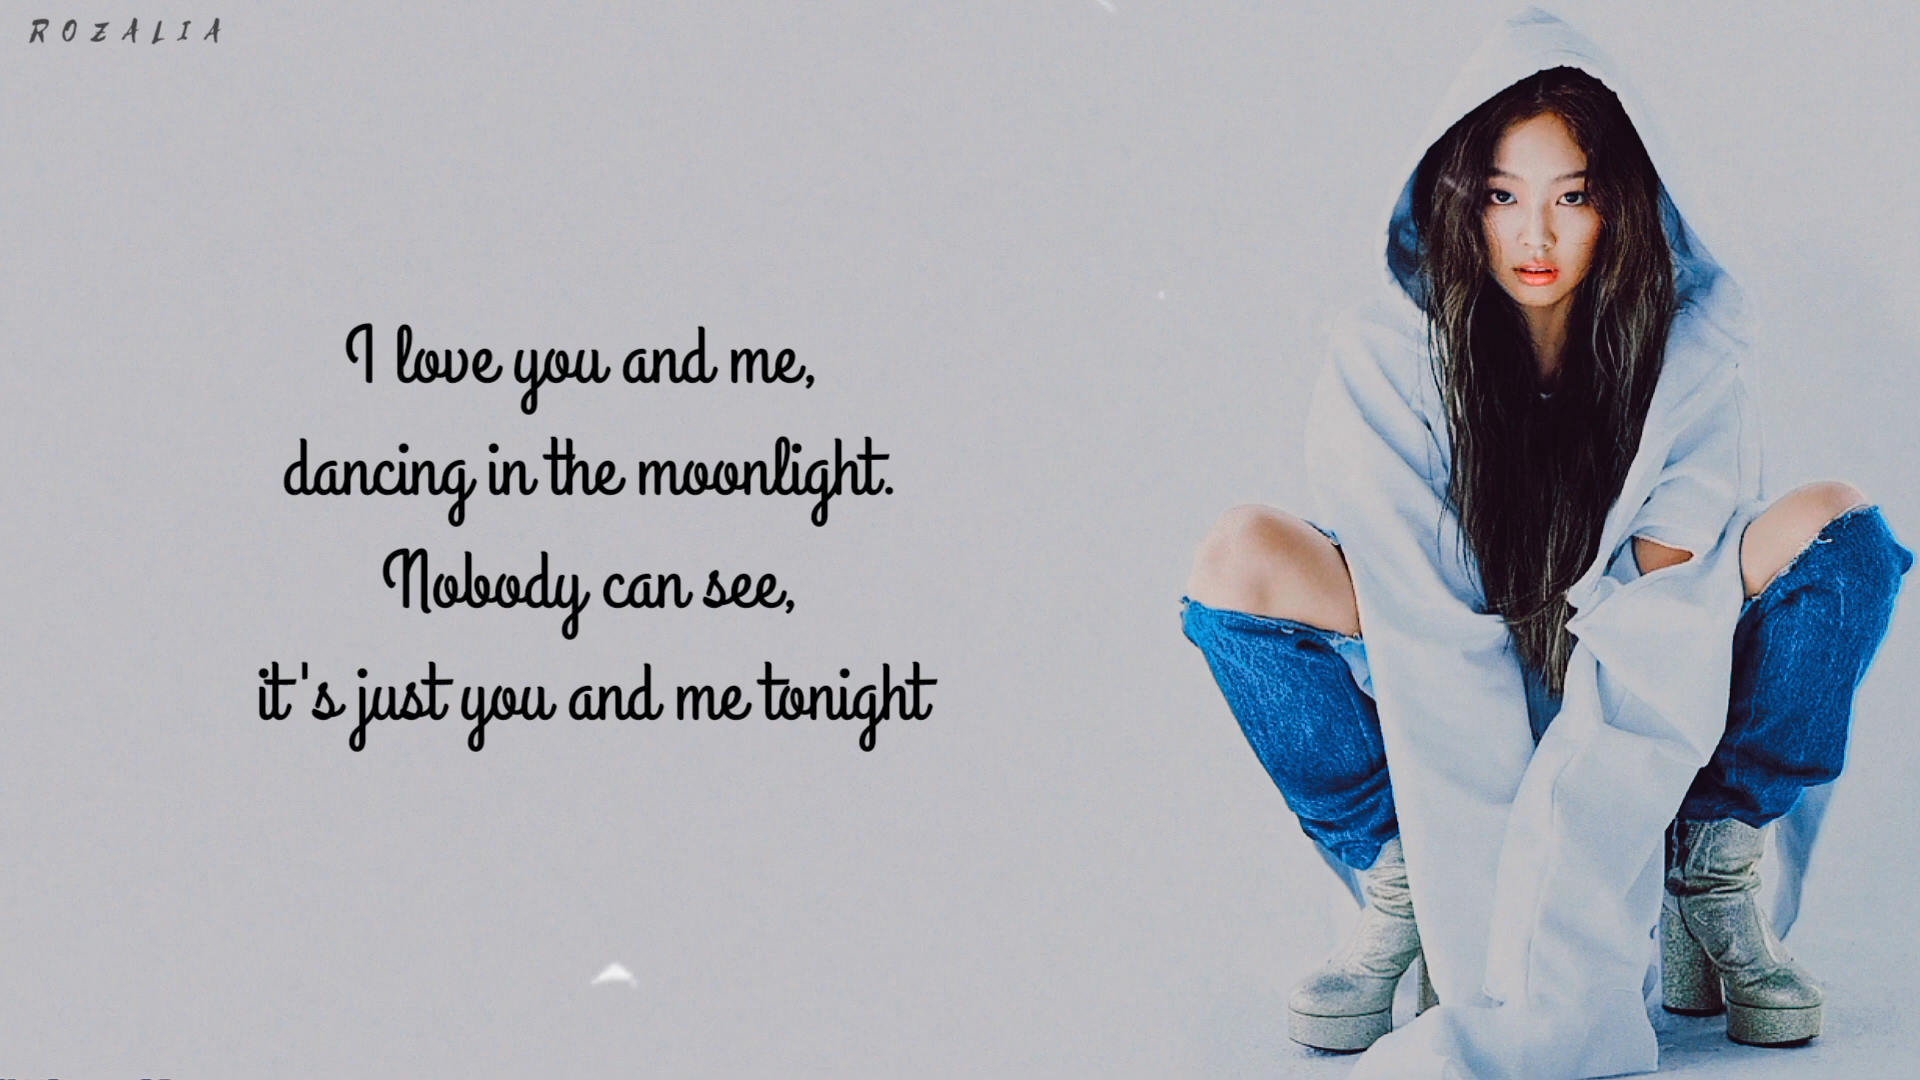 ROZALIA
I love you and me,
dancing in the moonlight.
Nobody can see,
it's just you and me tonight